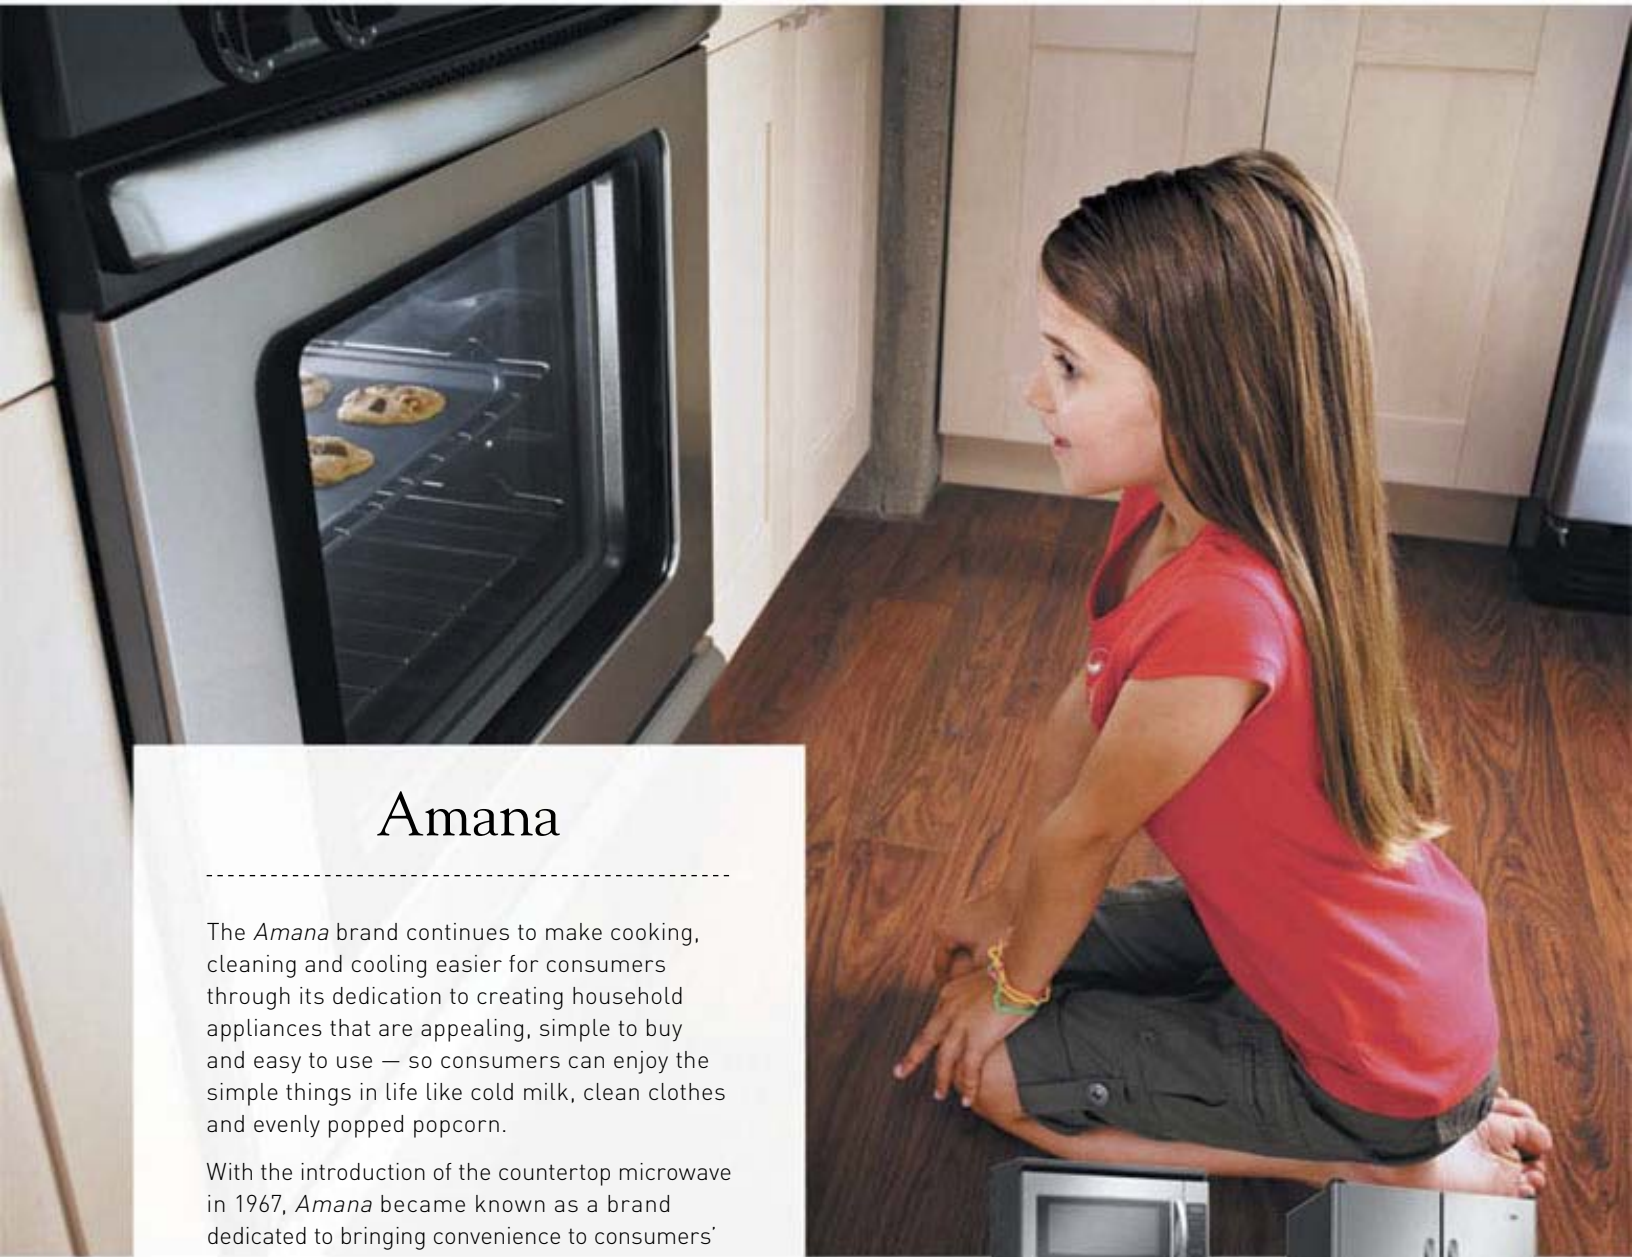 Amana
The Amana brand continues to make cooking,
cleaning and cooling easier for consumers
through its dedication to creating household
appliances that are appealing, simple to buy
and easy to use — so consumers can enjoy the
simple things in life like cold milk, clean clothes
and evenly popped popcorn.
With the introduction of the countertop microwave
in 1967, Amana became known as a brand
dedicated to bringing convenience to consumers’